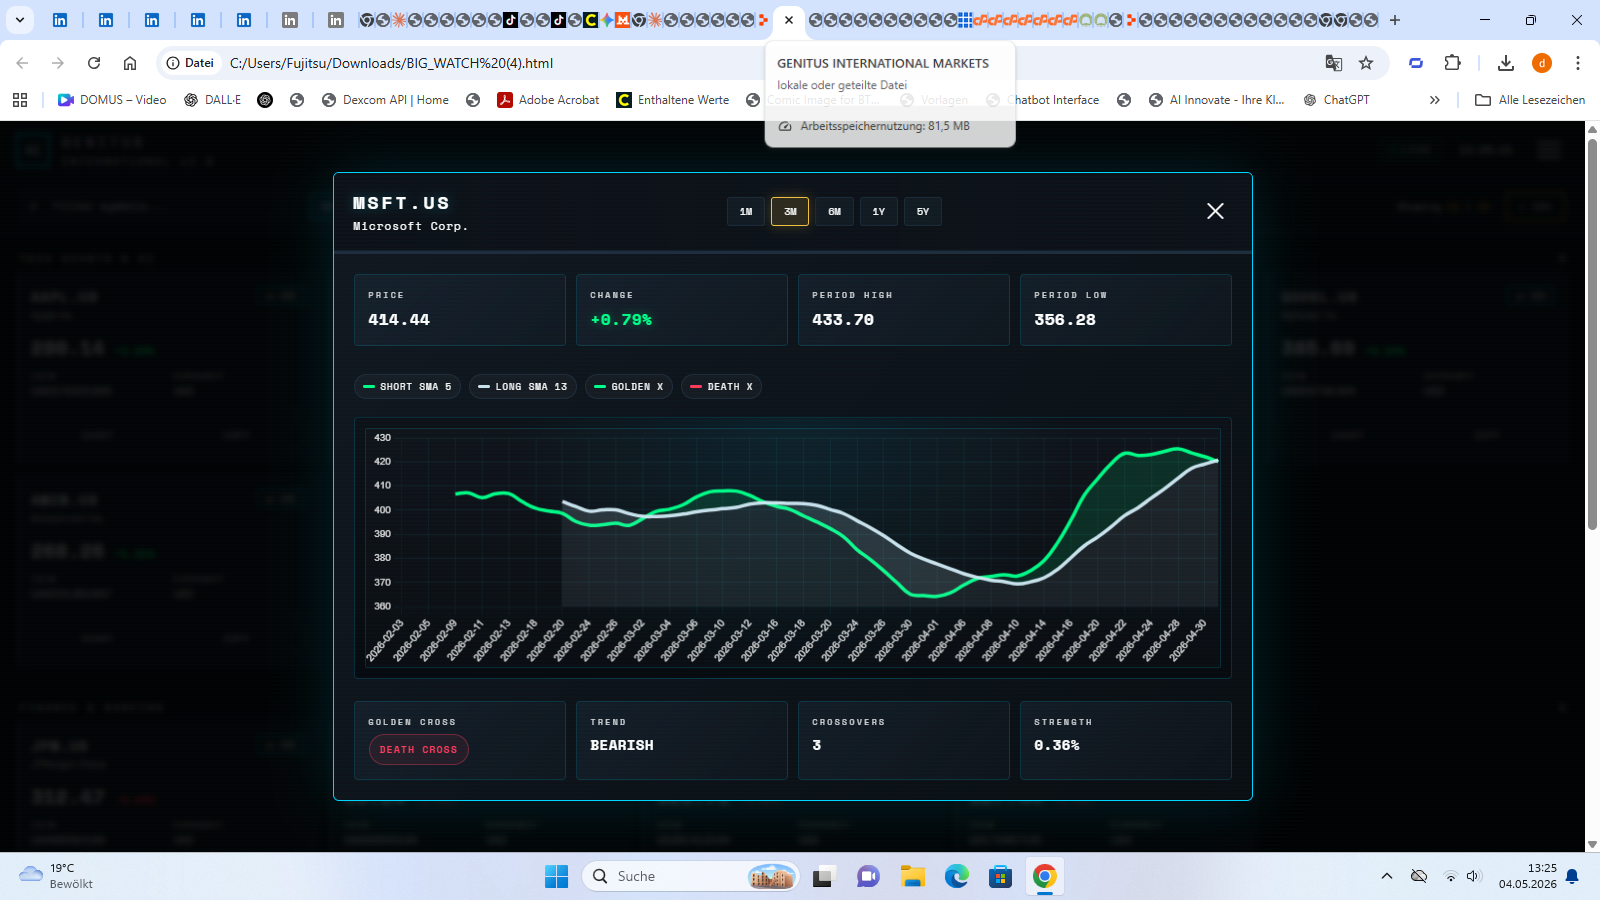 Datei
C:/Users/Fujitsu/Downloads/BIG_WATCH%20(4).html
GENITUS INTERNATIONAL MARKETS
lokale oder geteilte Datei
Arbeitsspeichernutzung: 81,5 MB
DOMUS – Video
DALL·E
Dexcom API | Home
Adobe Acrobat
Enthaltene Werte
Comic Image for BT...
Vorlagen
Chatbot Interface
AI Innovate - Ihre KI...
ChatGPT
Alle Lesezeichen
MSFT.US
Microsoft Corp.
1M
3M
6M
1Y
5Y
PRICE
414.44
CHANGE
+0.79%
PERIOD HIGH
433.70
PERIOD LOW
356.28
SHORT SMA 5
LONG SMA 13
GOLDEN X
DEATH X
430
420
410
400
390
380
370
360
2026-02-03
2026-02-05
2026-02-09
2026-02-11
2026-02-13
2026-02-18
2026-02-20
2026-02-24
2026-02-26
2026-03-02
2026-03-04
2026-03-06
2026-03-10
2026-03-12
2026-03-16
2026-03-18
2026-03-20
2026-03-24
2026-03-26
2026-03-30
2026-04-01
2026-04-06
2026-04-08
2026-04-10
2026-04-14
2026-04-16
2026-04-20
2026-04-22
2026-04-24
2026-04-28
2026-04-30
GOLDEN CROSS
DEATH CROSS
TREND
BEARISH
CROSSOVERS
3
STRENGTH
0.36%
19°C
Bewölkt
Suche
13:25
04.05.2026